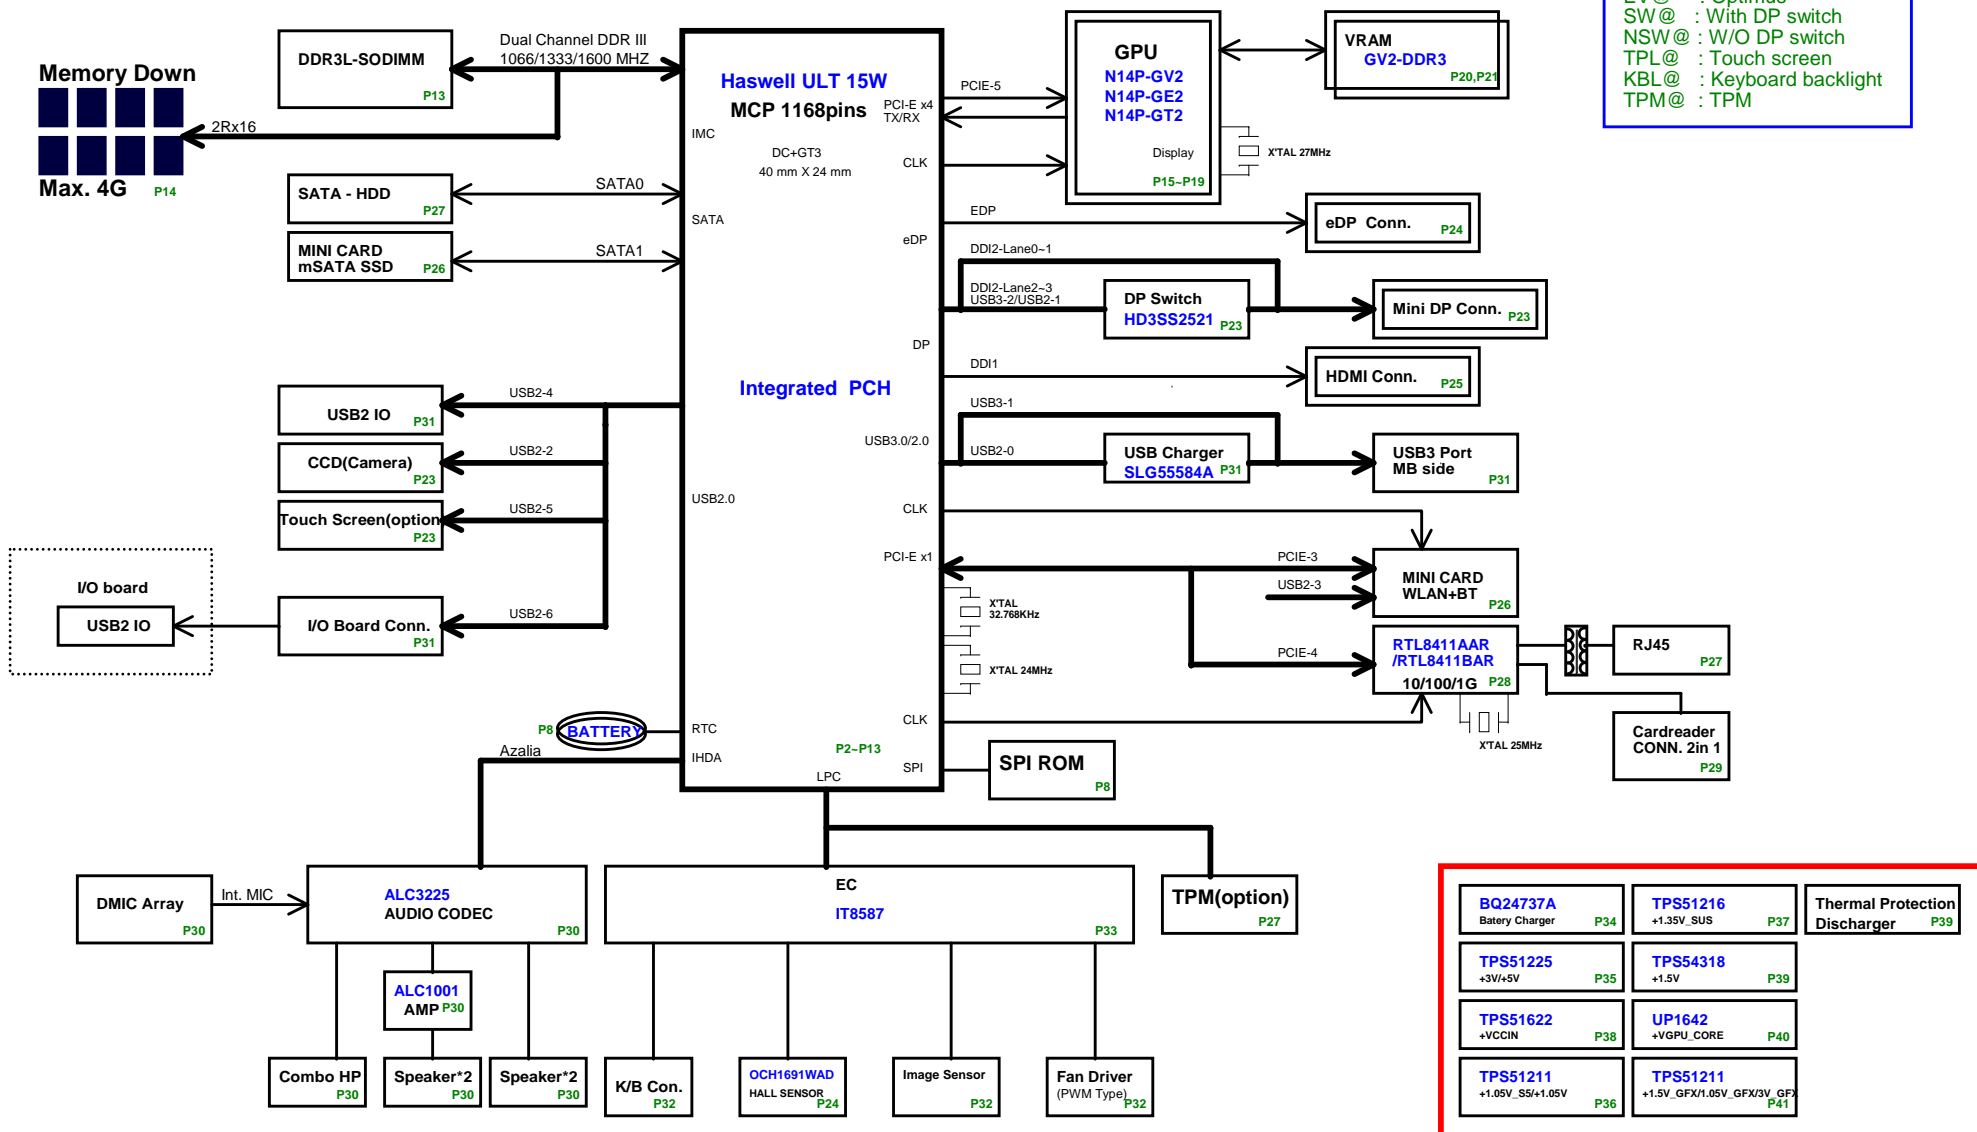 EV@ : Optimus
SW@ : With DP switch
NSW@ : W/O DP switch
TPL@ : Touch screen
KBL@ : Keyboard backlight
TPM@ : TPM
Memory Down
2Rx16
Max. 4G P14
DDR3L-SODIMM
P13
Dual Channel DDR III
1066/1333/1600 MHZ
SATA - HDD
P27
SATA0
MINI CARD
mSATA SSD P26
SATA1
Haswell ULT 15W
MCP 1168pins
DC+GT3
40 mm X 24 mm
IMC
SATA
PCI-E x4
TX/RX
CLK
eDP
DP
Integrated PCH
USB3.0/2.0
USB2.0
CLK
PCI-E x1
RTC
IHDA
CLK
P2~P13
LPC
SPI
PCIE-5
GPU
N14P-GV2
N14P-GE2
N14P-GT2
Display
P15~P19
VRAM
GV2-DDR3
P20,P21
X'TAL 27MHz
EDP
eDP Conn. P24
DDI2-Lane0~1
DDI2-Lane2~3
USB3-2/USB2-1
DP Switch
HD3SS2521 P23
Mini DP Conn. P23
DDI1
HDMI Conn. P25
USB3-1
USB2-0
USB Charger
SLG55584A P31
USB3 Port
MB side
P31
USB2-4
USB2 IO
P31
USB2-2
CCD(Camera)
P23
USB2-5
Touch Screen(option
P23
I/O board
USB2 IO
USB2-6
I/O Board Conn.
P31
PCIE-3
USB2-3
MINI CARD
WLAN+BT
P26
X'TAL
32.768KHz
X'TAL 24MHz
PCIE-4
RTL8411AAR
/RTL8411BAR
10/100/1G P28
RJ45
P27
X'TAL 25MHz
Cardreader
CONN. 2in 1
P29
P8 BATTERY
Azalia
SPI ROM
P8
DMIC Array
P30
Int. MIC
ALC3225
AUDIO CODEC
P30
EC
IT8587
P33
TPM(option)
P27
ALC1001
AMP P30
Combo HP
P30
Speaker*2
P30
Speaker*2
P30
K/B Con.
P32
OCH1691WAD
HALL SENSOR
P24
Image Sensor
P32
Fan Driver
(PWM Type)
P32
BQ24737A
Batery Charger P34
TPS51216
+1.35V_SUS P37
Thermal Protection
Discharger P39
TPS51225
+3V/+5V P35
TPS54318
+1.5V P39
TPS51622
+VCCIN P38
UP1642
+VGPU_CORE P40
TPS51211
+1.05V_S5/+1.05V P36
TPS51211
+1.5V_GFX/1.05V_GFX/3V_GFX
P41